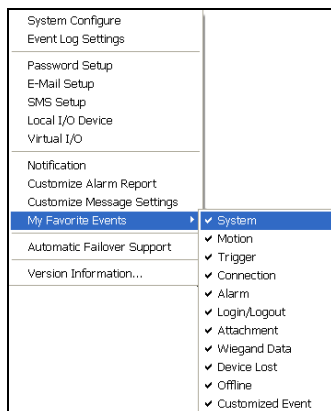 System Configure
Event Log Settings
Password Setup
E-Mail Setup
SMS Setup
Local I/O Device
Virtual I/O
Notification
Customize Alarm Report
Customize Message Settings
My Favorite Events
Automatic Failover Support
Version Information...
System
Motion
Trigger
Connection
Alarm
Login/Logout
Attachment
Wiegand Data
Device Lost
Offline
Customized Event